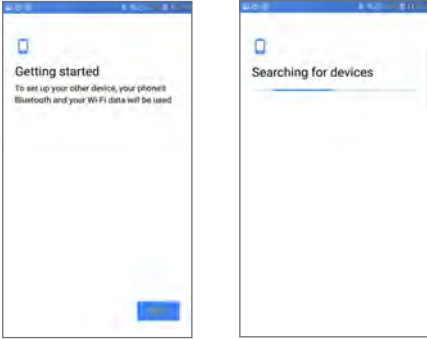 Getting started
To set up your other device, your phone's
Bluetooth and your Wi-Fi data will be used
Searching for devices